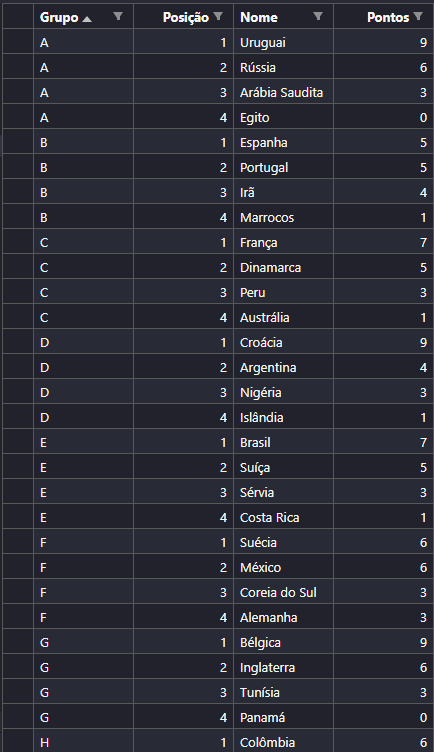 Grupo Posição Nome Pontos
A 1 Uruguai 9
A 2 Rússia 6
A 3 Arábia Saudita 3
A 4 Egito 0
B 1 Espanha 5
B 2 Portugal 5
B 3 Irã 4
B 4 Marrocos 1
C 1 França 7
C 2 Dinamarca 5
C 3 Peru 3
C 4 Austrália 1
D 1 Croácia 9
D 2 Argentina 4
D 3 Nigéria 3
D 4 Islândia 1
E 1 Brasil 7
E 2 Suíça 5
E 3 Sérvia 3
E 4 Costa Rica 1
F 1 Suécia 6
F 2 México 6
F 3 Coreia do Sul 3
F 4 Alemanha 3
G 1 Bélgica 9
G 2 Inglaterra 6
G 3 Tunísia 3
G 4 Panamá 0
H 1 Colômbia 6